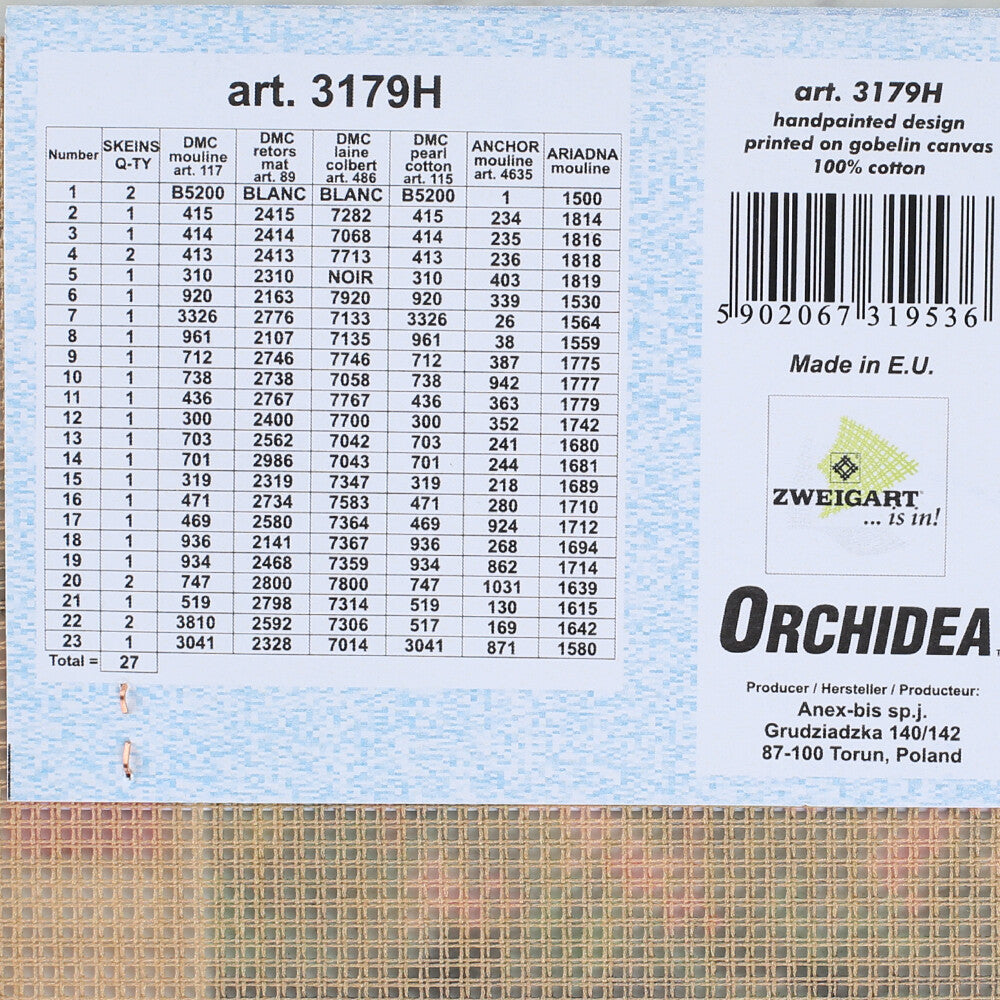 art. 3179H
Number SKEINS Q-TY DMC mouline art. 117 DMC retors mat art. 89 DMC laine colbert art. 486 DMC pearl cotton art. 115 ANCHOR mouline art. 4635 ARIADNA mouline
1 2 B5200 BLANC BLANC B5200 1 1500
2 1 415 2415 7282 415 234 1814
3 1 414 2414 7068 414 235 1816
4 2 413 2413 7713 413 236 1818
5 1 310 2310 NOIR 310 403 1819
6 1 920 2163 7920 920 339 1530
7 1 3326 2776 7133 3326 26 1564
8 1 961 2107 7135 961 38 1559
9 1 712 2746 7746 712 387 1775
10 1 738 2738 7058 738 942 1777
11 1 436 2767 7767 436 363 1779
12 1 300 2400 7700 300 352 1742
13 1 703 2562 7042 703 241 1680
14 1 701 2986 7043 701 244 1681
15 1 319 2319 7347 319 218 1689
16 1 471 2734 7583 471 280 1710
17 1 469 2580 7364 469 924 1712
18 1 936 2141 7367 936 268 1694
19 1 934 2468 7359 934 862 1714
20 2 747 2800 7800 747 1031 1639
21 1 519 2798 7314 519 130 1615
22 2 3810 2592 7306 517 169 1642
23 1 3041 2328 7014 3041 871 1580
Total = 27
art. 3179H
handpainted design
printed on gobelin canvas
100% cotton
5 902067 319536
Made in E.U.
ZWEIGART
... is in!
ORCHIDEA
Producer / Hersteller / Producteur:
Anex-bis sp.j.
Grudziadzka 140/142
87-100 Torun, Poland